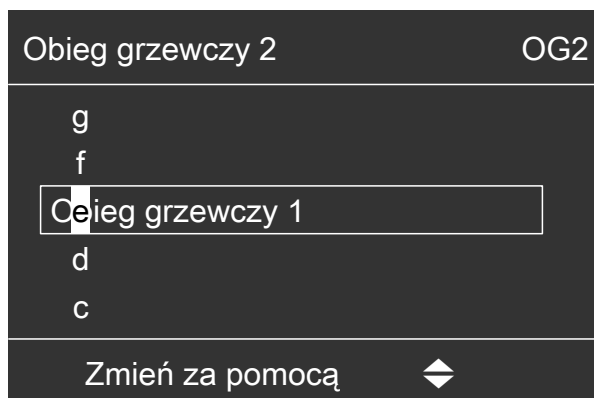 Obieg grzewczy 2 OG2
g
f
Oeieg grzewczy 1
d
c
Zmień za pomocą